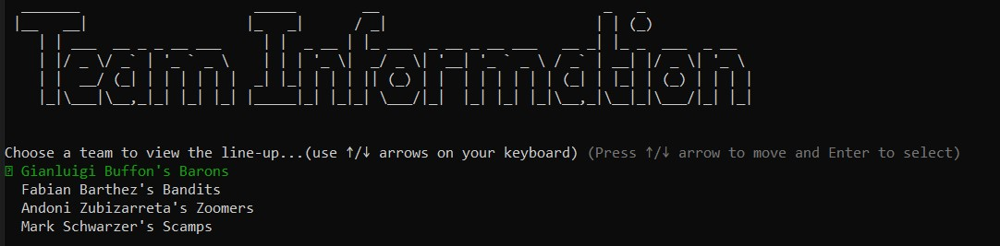 Team Information
Choose a team to view the line-up...(use ↑/↓ arrows on your keyboard) (Press ↑/↓ arrow to move and Enter to select)
Gianluigi Buffon's Barons
Fabian Barthez's Bandits
Andoni Zubizarreta's Zoomers
Mark Schwarzer's Scamps